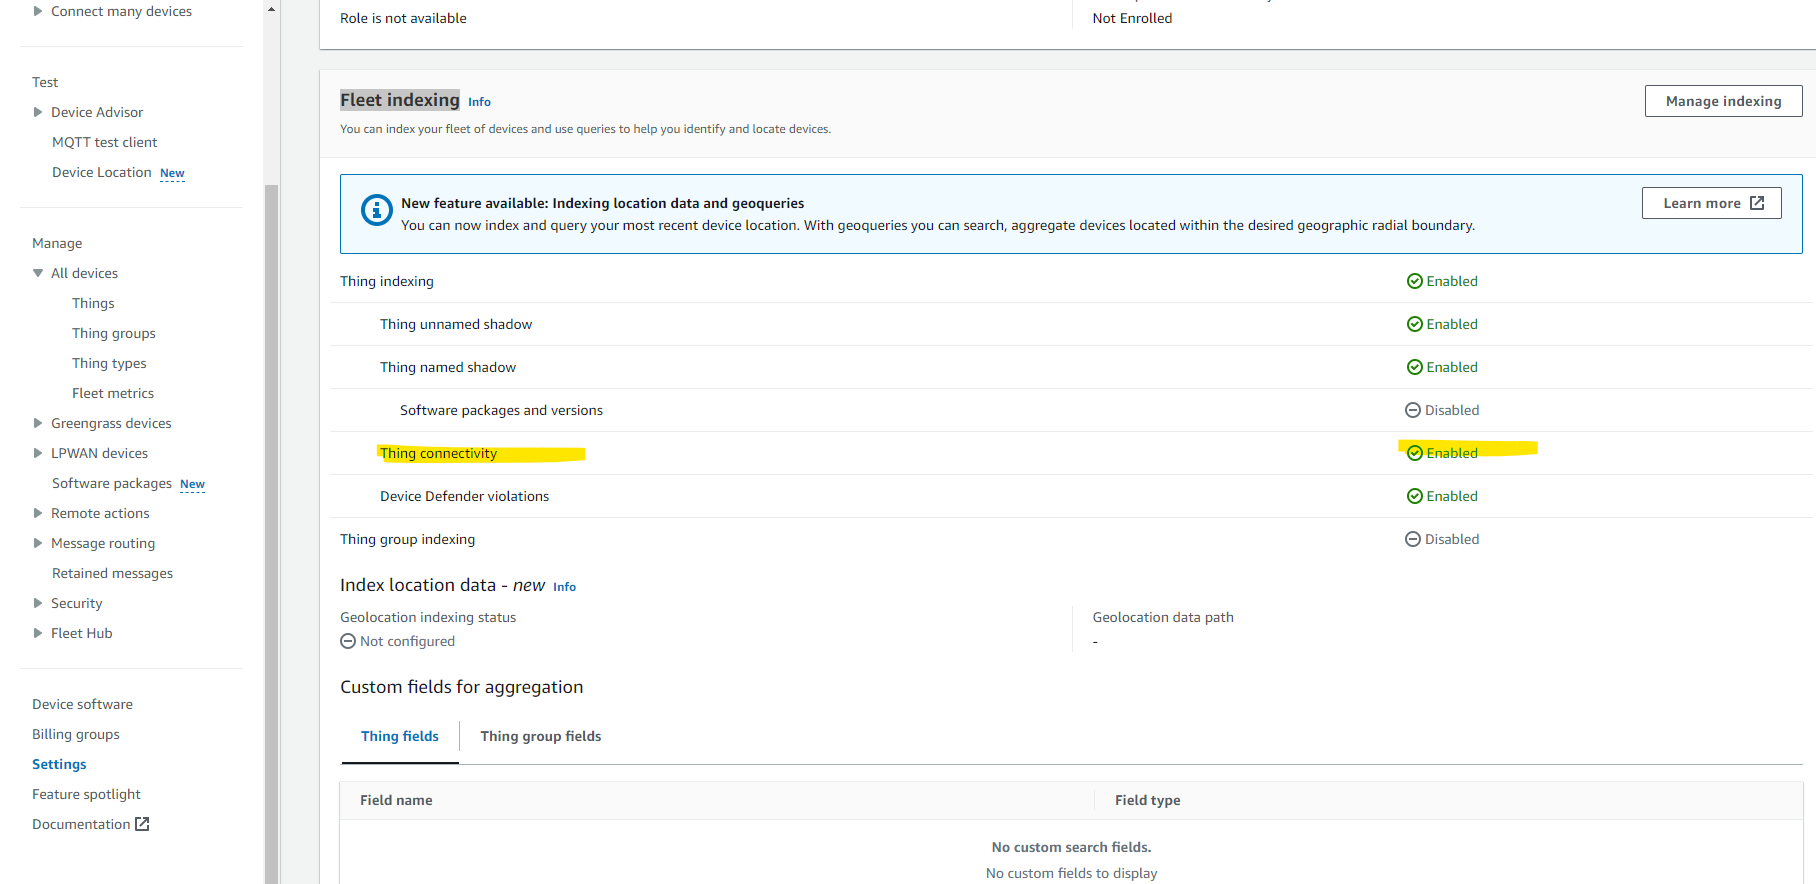 Connect many devices
Test
Device Advisor
MQTT test client
Device Location New
Manage
All devices
Things
Thing groups
Thing types
Fleet metrics
Greengrass devices
LPWAN devices
Software packages New
Remote actions
Message routing
Retained messages
Security
Fleet Hub
Device software
Billing groups
Settings
Feature spotlight
Documentation
Role is not available
Not Enrolled
Fleet indexing Info
Manage indexing
You can index your fleet of devices and use queries to help you identify and locate devices.
New feature available: Indexing location data and geoqueries
You can now index and query your most recent device location. With geoqueries you can search, aggregate devices located within the desired geographic radial boundary.
Learn more
Thing indexing Enabled
Thing unnamed shadow Enabled
Thing named shadow Enabled
Software packages and versions Disabled
Thing connectivity Enabled
Device Defender violations Enabled
Thing group indexing Disabled
Index location data - new Info
Geolocation indexing status
Not configured
Geolocation data path
-
Custom fields for aggregation
Thing fields Thing group fields
Field name Field type
No custom search fields.
No custom fields to display